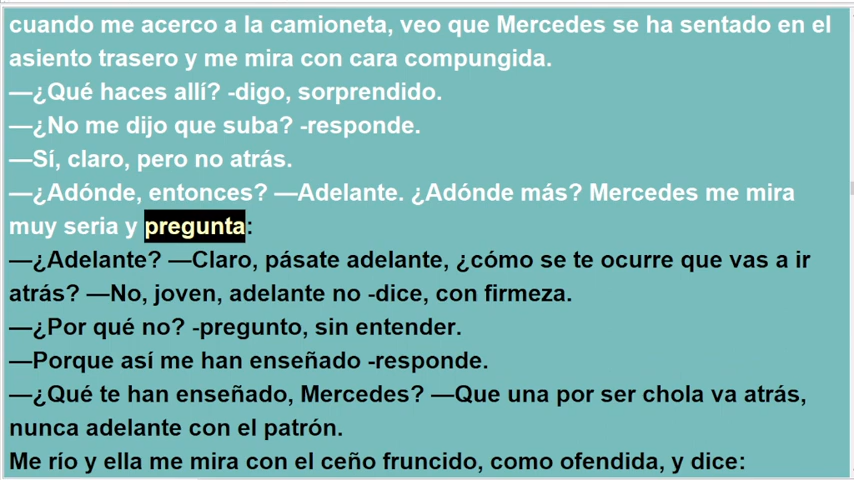 cuando me acerco a la camioneta, veo que Mercedes se ha sentado en el
asiento trasero y me mira con cara compungida.
—¿Qué haces allí? -digo, sorprendido.
—¿No me dijo que suba? -responde.
—Sí, claro, pero no atrás.
—¿Adónde, entonces? —Adelante. ¿Adónde más? Mercedes me mira
muy seria y pregunta:
—¿Adelante? —Claro, pásate adelante, ¿cómo se te ocurre que vas a ir
atrás? —No, joven, adelante no -dice, con firmeza.
—¿Por qué no? -pregunto, sin entender.
—Porque así me han enseñado -responde.
—¿Qué te han enseñado, Mercedes? —Que una por ser chola va atrás,
nunca adelante con el patrón.
Me río y ella me mira con el ceño fruncido, como ofendida, y dice: